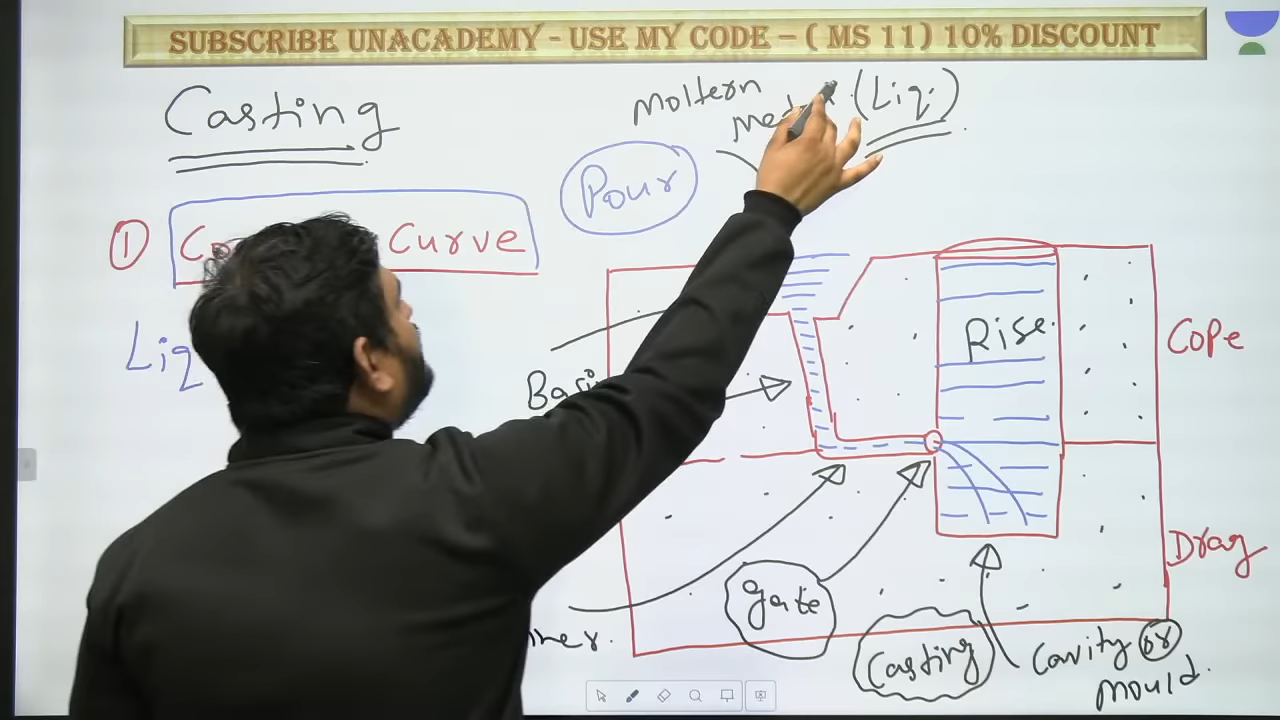 SUBSCRIBE UNACADEMY - USE MY CODE - ( MS 11) 10% DISCOUNT
Casting
Moltern
(Liq.)
Pour
① Curve
Rise
Cope
Drag
gate
Casting
Cavity or
Mould.